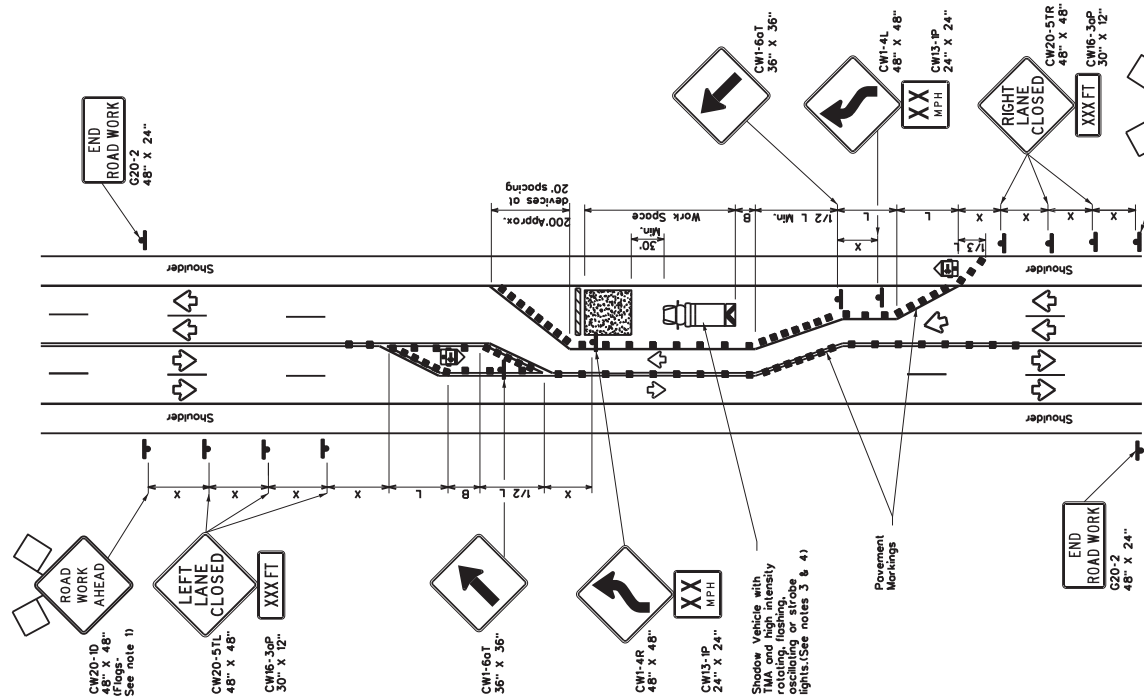 END
ROAD WORK
G20-2
48" X 24"
Shoulder
Shoulder
CW20-1D
48" X 48"
(Flags-
See note 1)
ROAD
WORK
AHEAD
CW20-5TL
48" X 48"
LEFT
LANE
CLOSED
CW16-3aP
30" X 12"
XXX FT
X
X
X
X
L
B
1/2 L
X
CW1-6aT
36" X 36"
CW1-4R
48" X 48"
XX
MPH
CW13-1P
24" X 24"
Shadow Vehicle with
TMA and high intensity
rotating, flashing,
oscillating or strobe
lights.(See notes 3 & 4)
Pavement
Markings
END
ROAD WORK
G20-2
48" X 24"
200'Approx.
devices at
20' spacing
Work Space
30'
Min.
B
1/2 L Min.
L
X
L
1/3 L
X
X
X
X
CW1-6aT
36" X 36"
CW1-4L
48" X 48"
XX
MPH
CW13-1P
24" X 24"
RIGHT
LANE
CLOSED
CW20-5TR
48" X 48"
XXX FT
CW16-3aP
30" X 12"
Shoulder
Shoulder